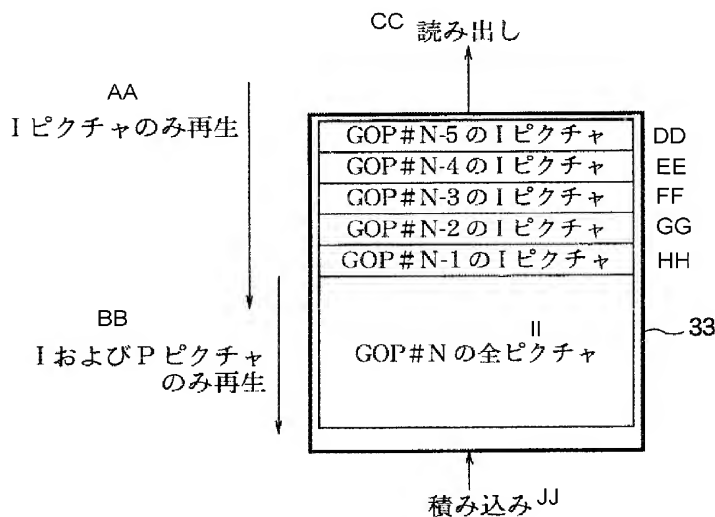 CC 読み出し
AA
Iピクチャのみ再生
GOP#N-5のIピクチャ DD
GOP#N-4のIピクチャ EE
GOP#N-3のIピクチャ FF
GOP#N-2のIピクチャ GG
GOP#N-1のIピクチャ HH
BB
IおよびPピクチャ
のみ再生
II
GOP#Nの全ピクチャ
33
積み込み JJ